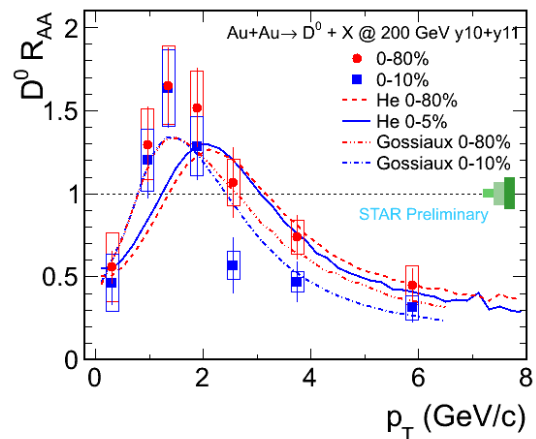 Au+Au→ D⁰ + X @ 200 GeV y10+y11
0-80%
0-10%
He 0-80%
He 0-5%
Gossiaux 0-80%
Gossiaux 0-10%
STAR Preliminary
D⁰ R_AA
2
1.5
1
0.5
0
0 2 4 6 8
p_T (GeV/c)